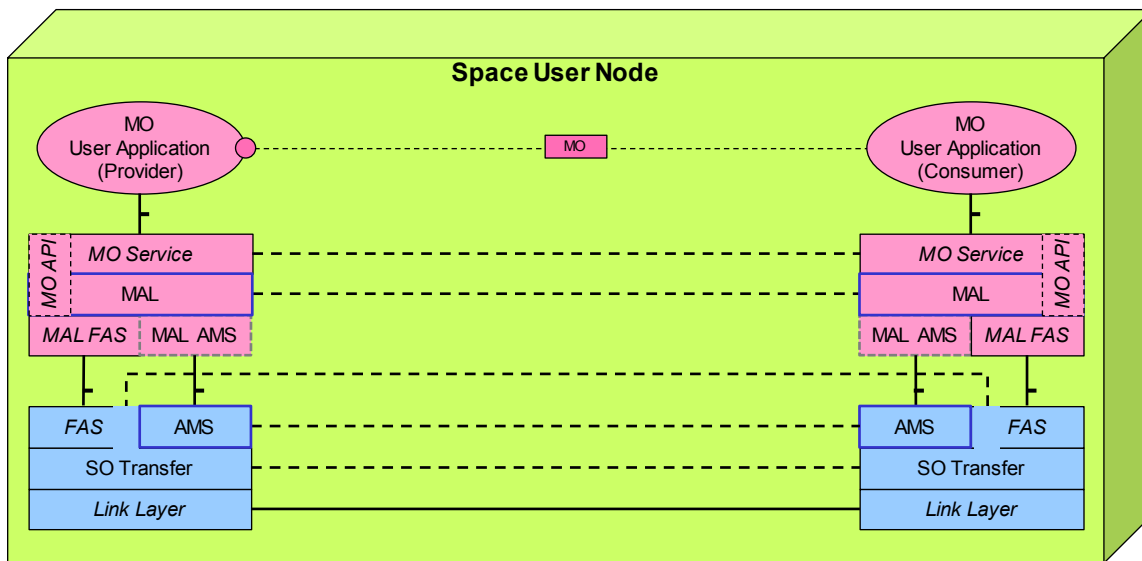 Space User Node
MO
User Application
(Provider)
MO
MO
User Application
(Consumer)
MO API
MO Service
MAL
MAL FAS
MAL AMS
MO Service
MO API
MAL
MAL AMS
MAL FAS
FAS
AMS
SO Transfer
Link Layer
AMS
FAS
SO Transfer
Link Layer